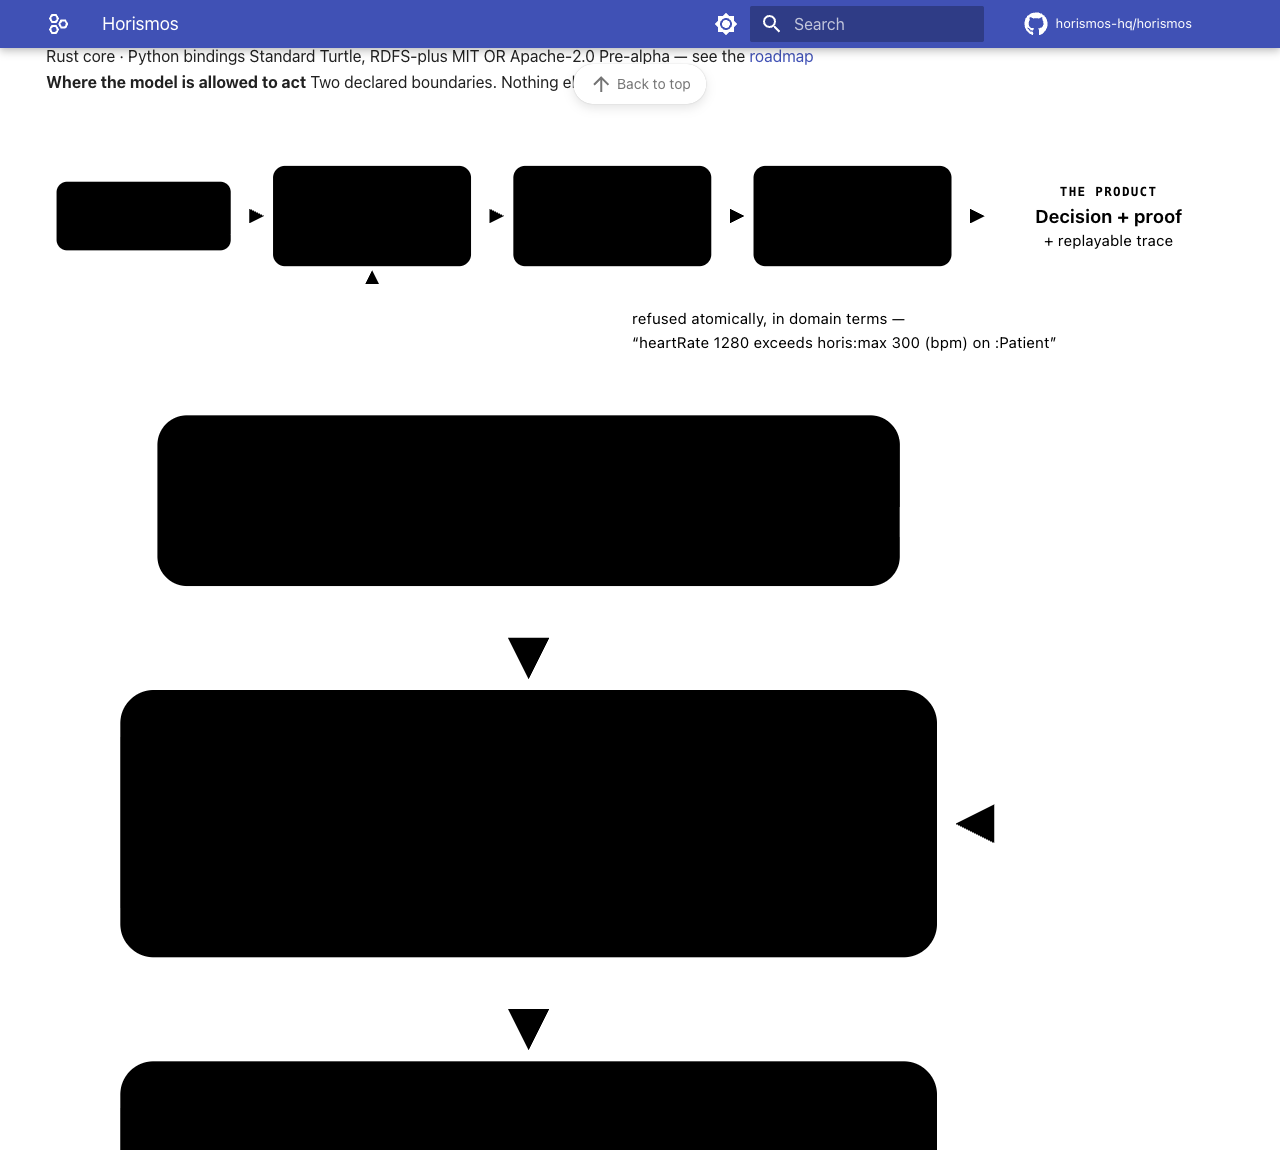 Horismos
Search
horismos-hq/horismos
Rust core · Python bindings Standard Turtle, RDFS-plus MIT OR Apache-2.0 Pre-alpha — see the roadmap
Where the model is allowed to act Two declared boundaries. Nothing
Back to top
THE PRODUCT
Decision + proof
+ replayable trace
refused atomically, in domain terms —
“heartRate 1280 exceeds horis:max 300 (bpm) on :Patient”